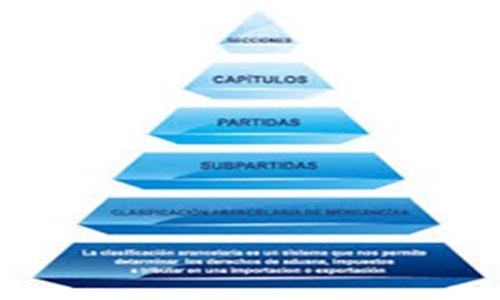 SECCIONES
CAPÍTULOS
PARTIDAS
SUBPARTIDAS
CLASIFICACIÓN ARANCELARIA DE MERCANCÍAS
La clasificación arancelaria es un sistema que nos permite
determinar los derechos de aduana, impuestos
a tributar en una importacion o exportación